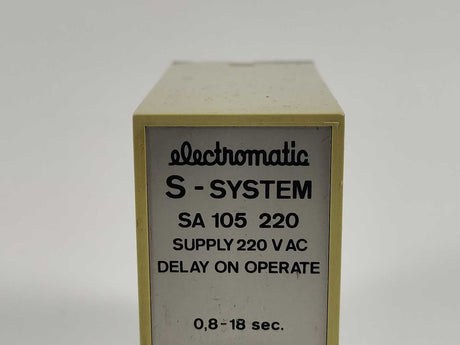 electromatic
S-SYSTEM
SA 105 220
SUPPLY 220 V AC
DELAY ON OPERATE
0,8-18 sec.